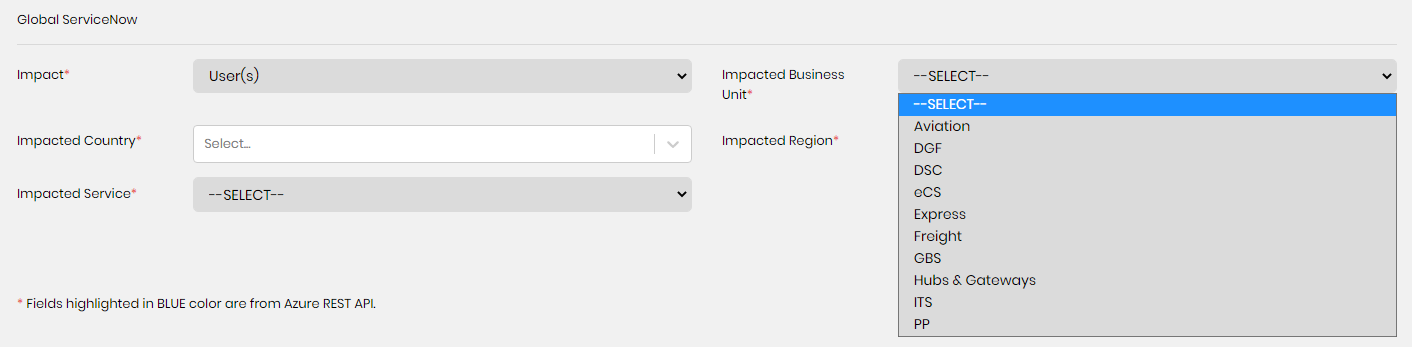 Global ServiceNow
Impact*
User(s)
Impacted Business
Unit*
--SELECT--
--SELECT--
Aviation
DGF
DSC
eCS
Express
Freight
GBS
Hubs & Gateways
ITS
PP
Impacted Country*
Select...
Impacted Region*
Impacted Service*
--SELECT--
* Fields highlighted in BLUE color are from Azure REST API.